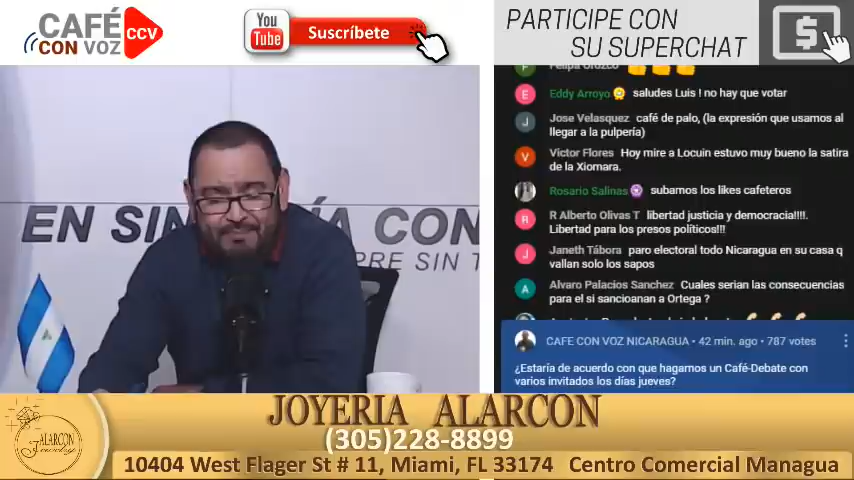 CAFÉ
CON VOZ
CCV
You
Tube
Suscríbete
PARTICIPE CON
SU SUPERCHAT
$
EN SIN ÍA CON
PRE SIN T
Felipa Orozco
Eddy Arroyo saludes Luis ! no hay que votar
Jose Velasquez café de palo, (la expresión que usamos al
llegar a la pulpería)
Victor Flores Hoy mire a Locuin estuvo muy bueno la satira
de la Xiomara.
Rosario Salinas subamos los likes cafeteros
R Alberto Olivas T libertad justicia y democracia!!!!.
Libertad para los presos políticos!!!
Janeth Tábora paro electoral todo Nicaragua en su casa q
vallan solo los sapos
Alvaro Palacios Sanchez Cuales serian las consecuencias
para el si sancioanan a Ortega ?
CAFE CON VOZ NICARAGUA • 42 min. ago • 787 votes
¿Estaría de acuerdo con que hagamos un Café-Debate con
varios invitados los días jueves?
ALARCON
Jewelry
JOYERIA ALARCON
(305)228-8899
10404 West Flager St # 11, Miami, FL 33174 Centro Comercial Managua